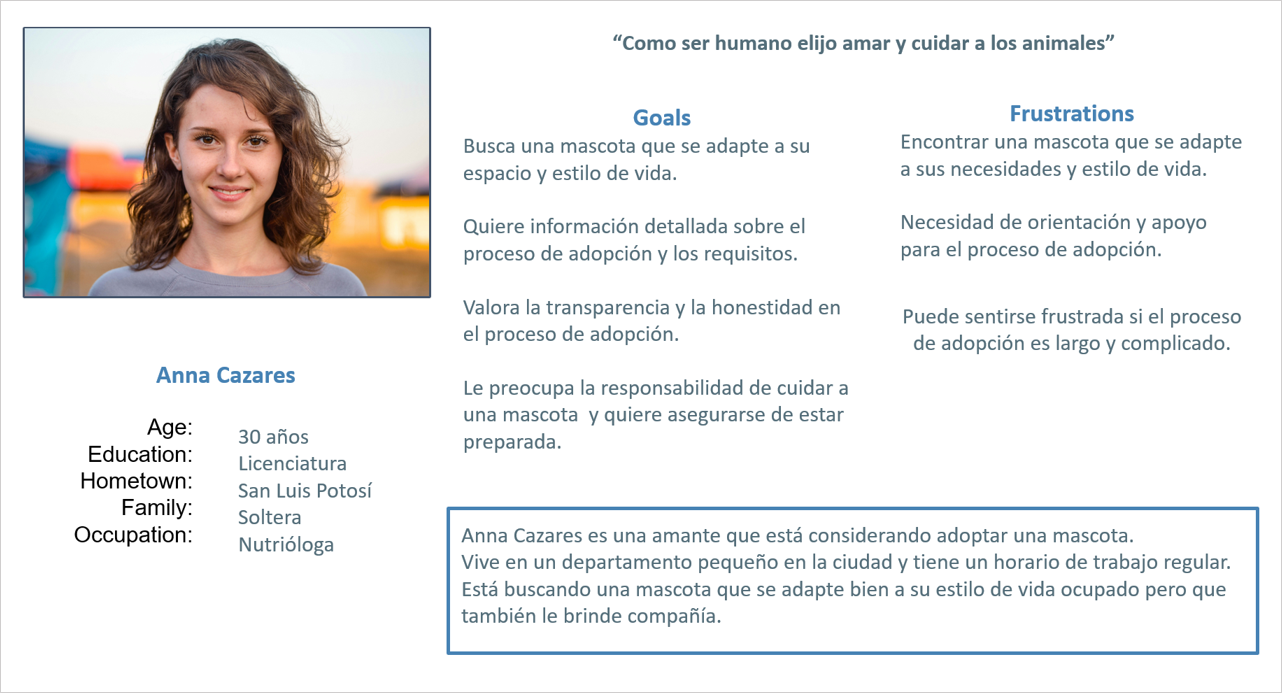 “Como ser humano elijo amar y cuidar a los animales”
Goals
Busca una mascota que se adapte a su
espacio y estilo de vida.
Quiere información detallada sobre el
proceso de adopción y los requisitos.
Valora la transparencia y la honestidad en
el proceso de adopción.
Le preocupa la responsabilidad de cuidar a
una mascota  y quiere asegurarse de estar
preparada.
Frustrations
Encontrar una mascota que se adapte
a sus necesidades y estilo de vida.
Necesidad de orientación y apoyo
para el proceso de adopción.
Puede sentirse frustrada si el proceso
de adopción es largo y complicado.
Anna Cazares
Age: 30 años
Education: Licenciatura
Hometown: San Luis Potosí
Family: Soltera
Occupation: Nutrióloga
Anna Cazares es una amante que está considerando adoptar una mascota.
Vive en un departamento pequeño en la ciudad y tiene un horario de trabajo regular.
Está buscando una mascota que se adapte bien a su estilo de vida ocupado pero que
también le brinde compañía.